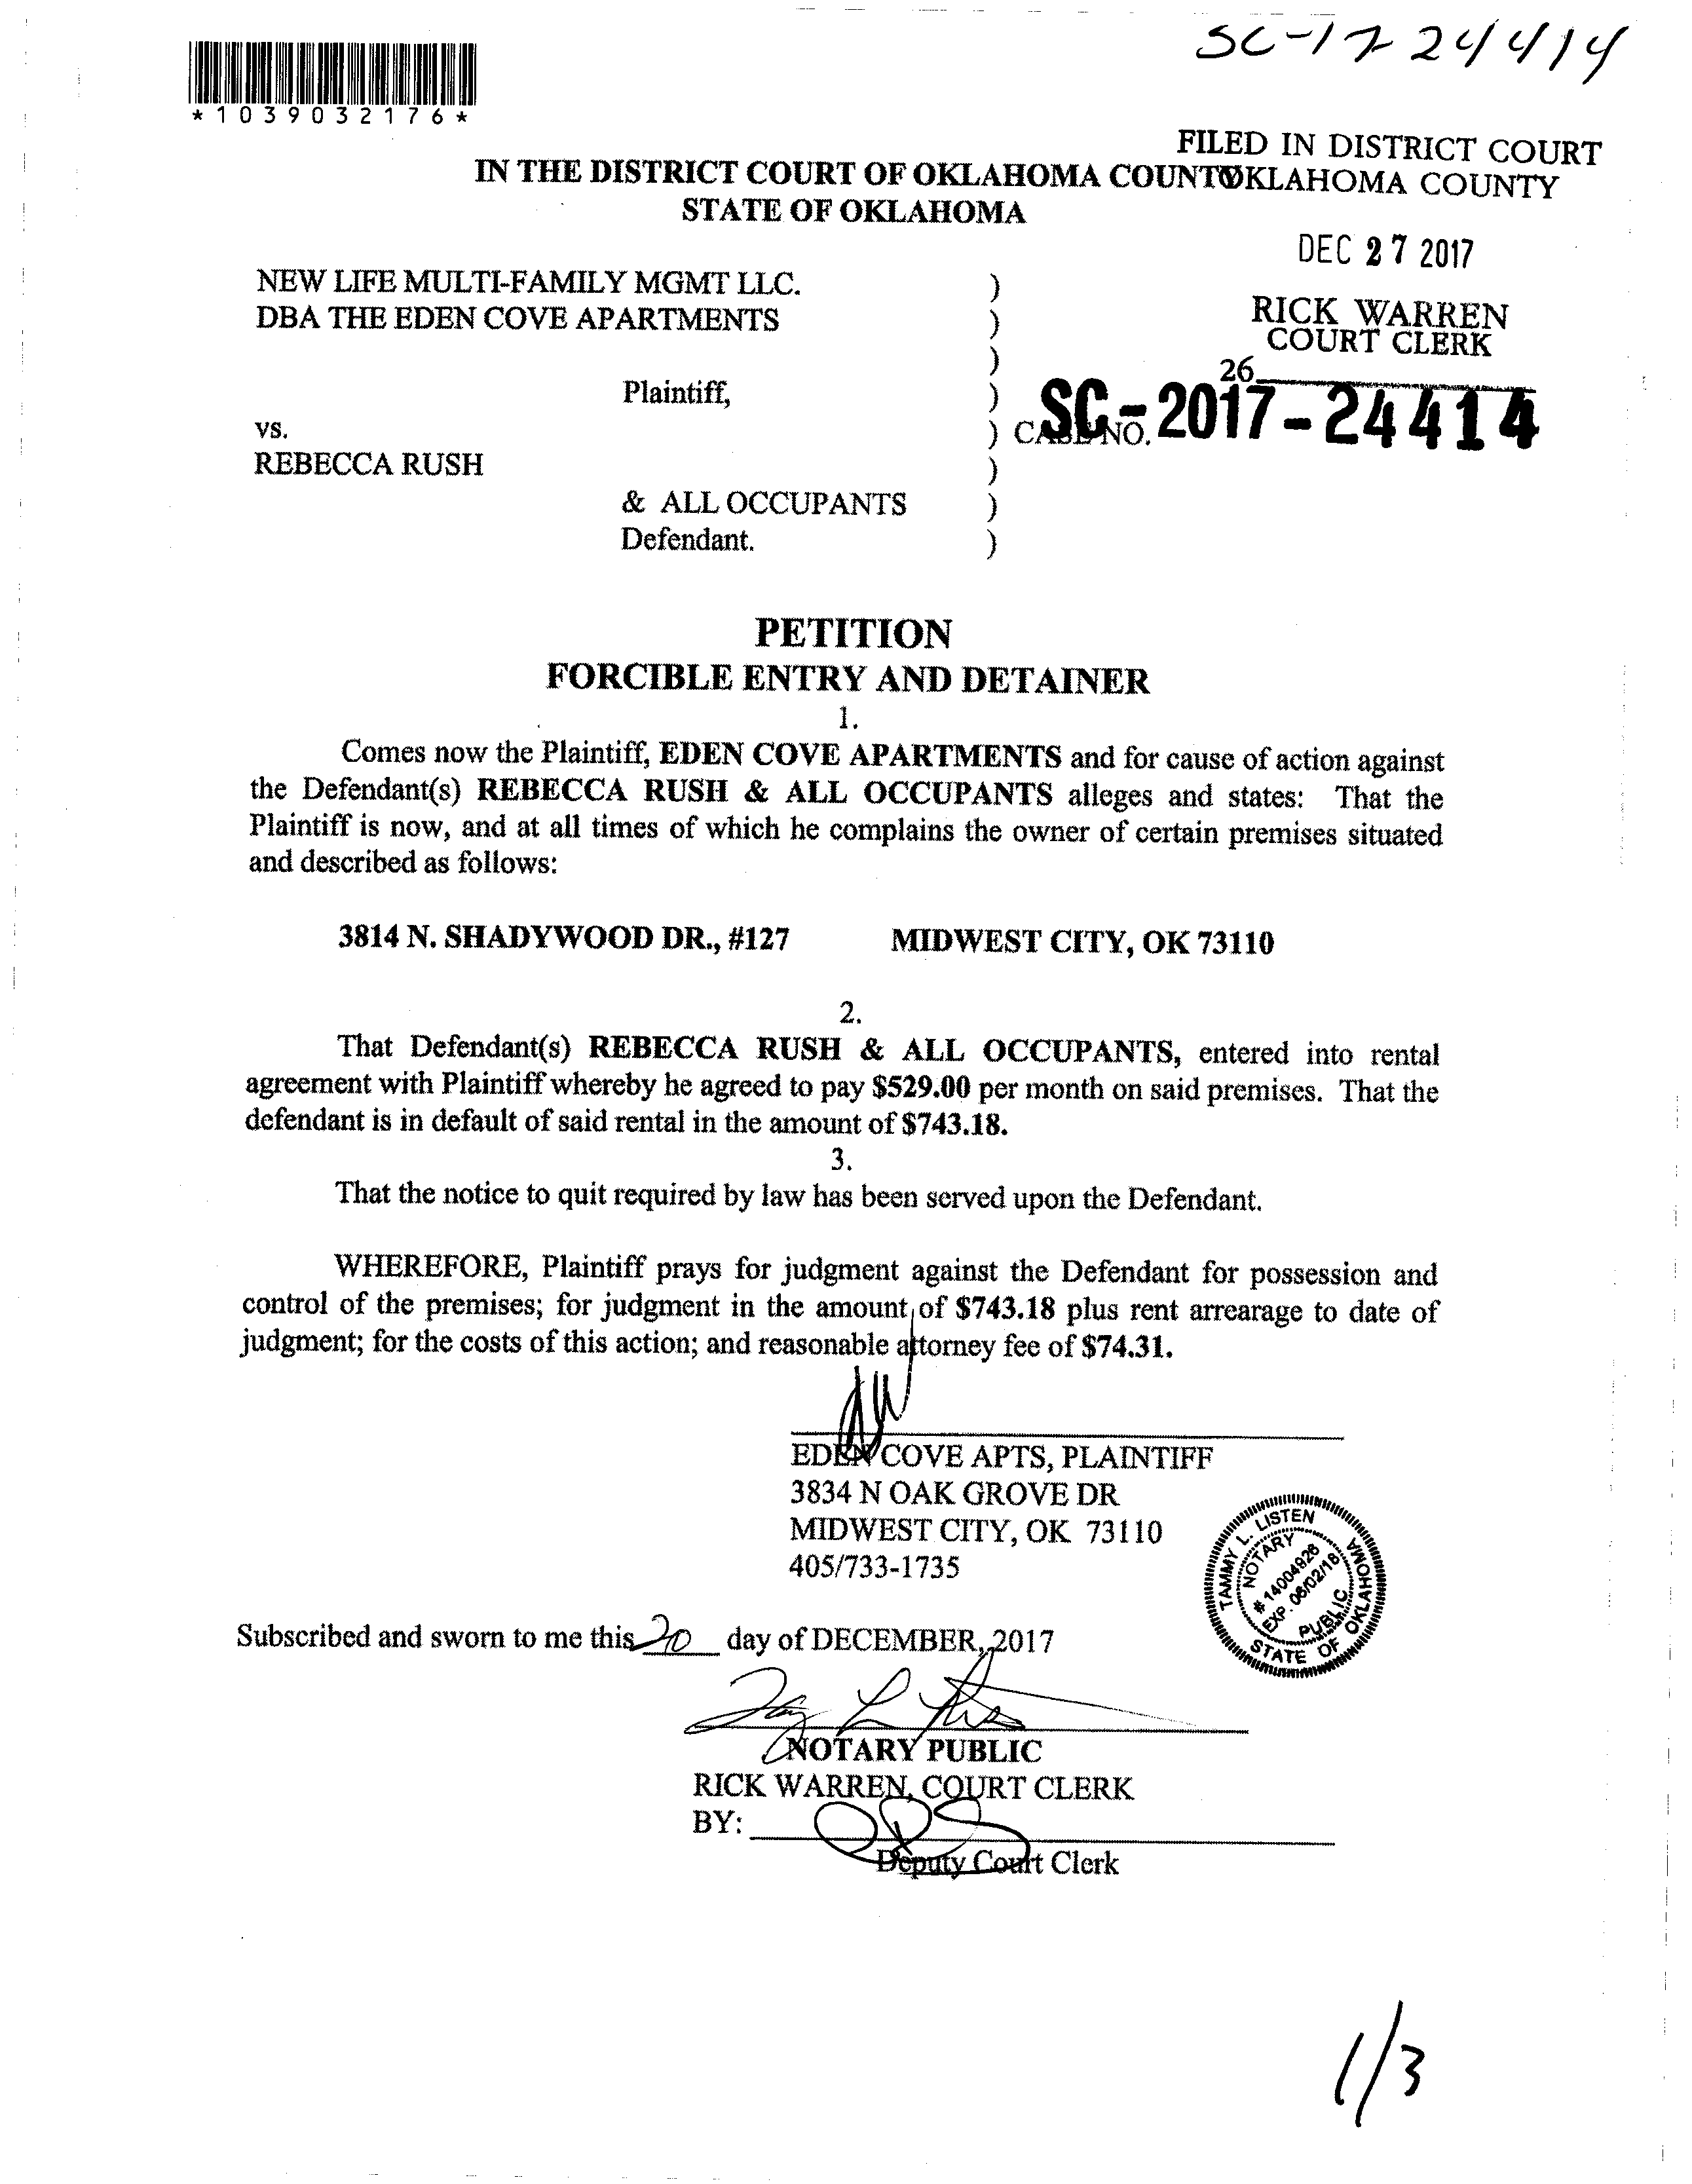 SC-17 24414
*1039032176*
FILED IN DISTRICT COURT
OKLAHOMA COUNTY
IN THE DISTRICT COURT OF OKLAHOMA COUNTY
STATE OF OKLAHOMA
DEC 27 2017
NEW LIFE MULTI-FAMILY MGMT LLC. )
DBA THE EDEN COVE APARTMENTS )
RICK WARREN
COURT CLERK
)
26
Plaintiff, )
vs. ) CASE NO. SC-2017-24414
REBECCA RUSH )
& ALL OCCUPANTS )
Defendant. )
PETITION
FORCIBLE ENTRY AND DETAINER
1.
Comes now the Plaintiff, EDEN COVE APARTMENTS and for cause of action against
the Defendant(s) REBECCA RUSH & ALL OCCUPANTS alleges and states: That the
Plaintiff is now, and at all times of which he complains the owner of certain premises situated
and described as follows:
3814 N. SHADYWOOD DR., #127 MIDWEST CITY, OK 73110
2.
That Defendant(s) REBECCA RUSH & ALL OCCUPANTS, entered into rental
agreement with Plaintiff whereby he agreed to pay $529.00 per month on said premises. That the
defendant is in default of said rental in the amount of $743.18.
3.
That the notice to quit required by law has been served upon the Defendant.
WHEREFORE, Plaintiff prays for judgment against the Defendant for possession and
control of the premises; for judgment in the amount of $743.18 plus rent arrearage to date of
judgment; for the costs of this action; and reasonable attorney fee of $74.31.
EDEN COVE APTS, PLAINTIFF
3834 N OAK GROVE DR
MIDWEST CITY, OK 73110
405/733-1735
TAMMY L. LISTEN
NOTARY
# 14004926
EXP. 06/02/18
PUBLIC
STATE OF OKLAHOMA
Subscribed and sworn to me this 20 day of DECEMBER, 2017
NOTARY PUBLIC
RICK WARREN, COURT CLERK
BY:
Deputy Court Clerk
1/3